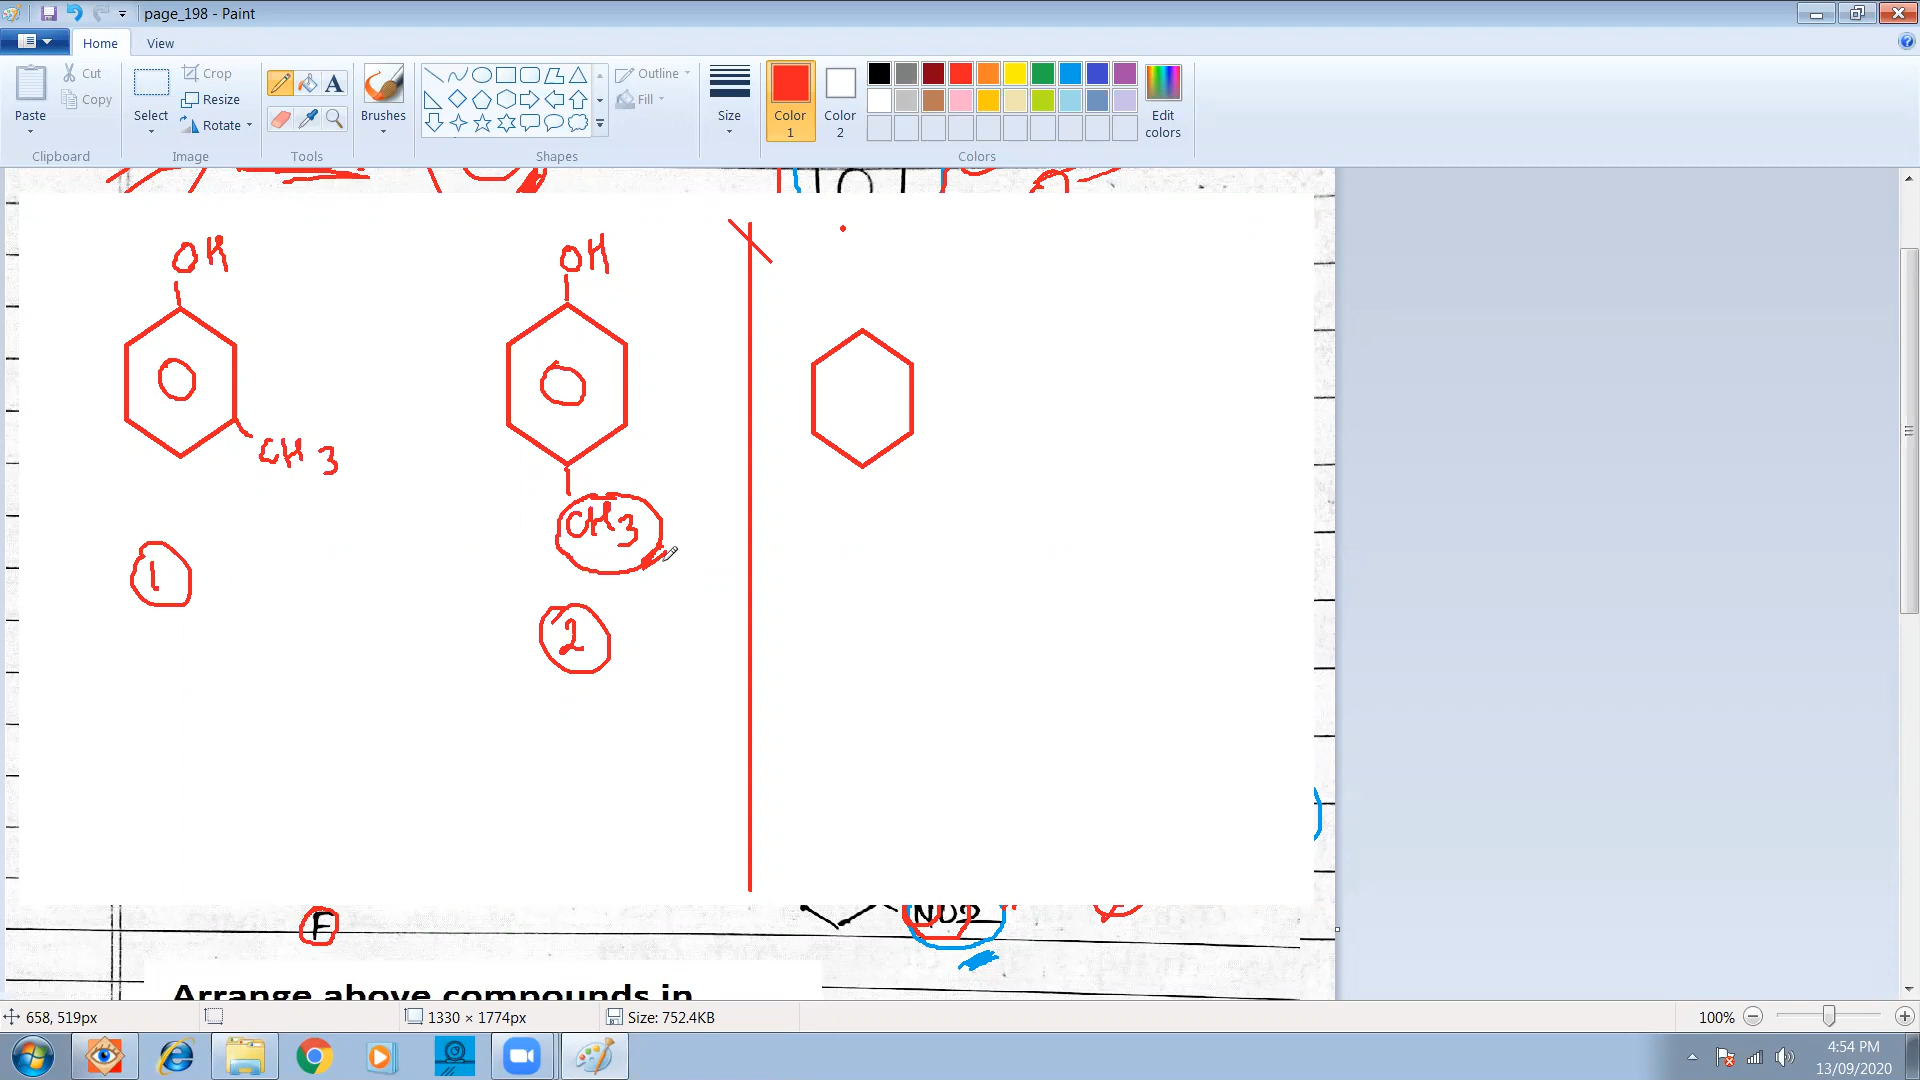 page_198 - Paint
Home View
Paste
Cut
Copy
Clipboard
Select
Crop
Resize
Rotate
Image
A
Tools
Brushes
Outline
Fill
Shapes
Size
Color 1
Color 2
Edit colors
Colors
OH
CH3
1
OH
CH3
2
F
NO2
Arrange above compounds in
658, 519px
1330 × 1774px
Size: 752.4KB
100%
4:54 PM
13/09/2020